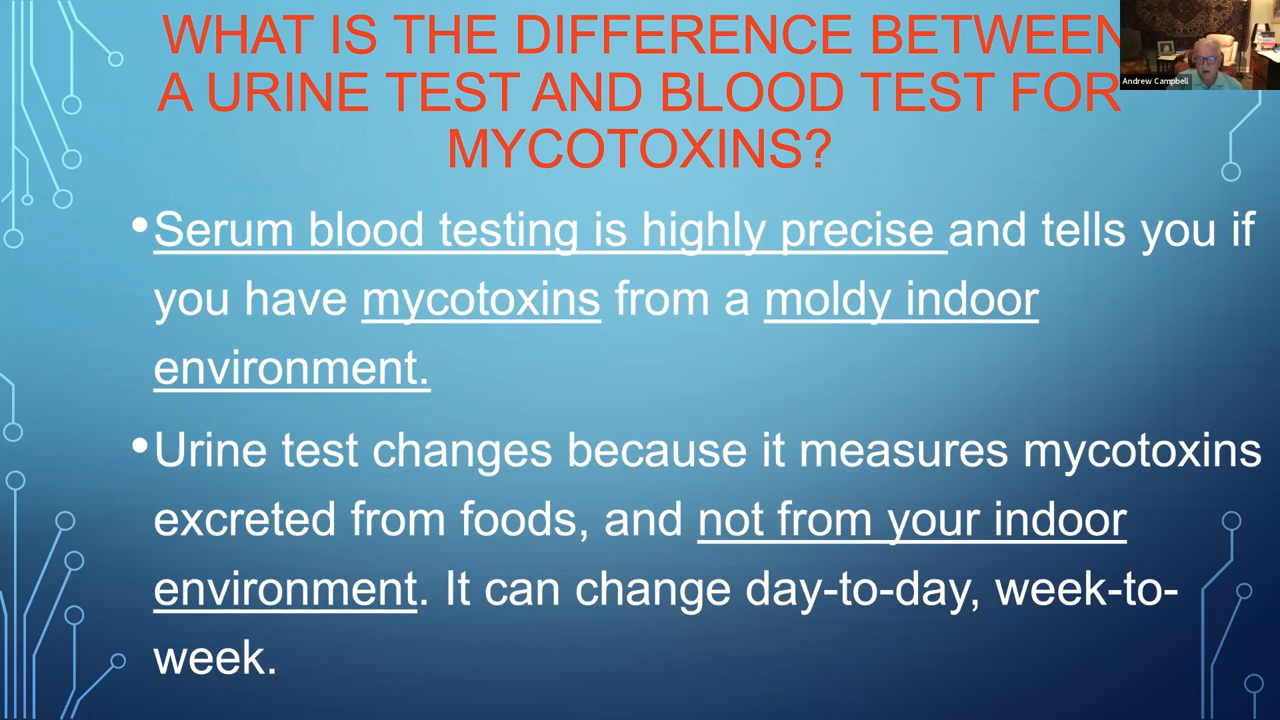 WHAT IS THE DIFFERENCE BETWEEN
A URINE TEST AND BLOOD TEST FOR
MYCOTOXINS?
Andrew Campbell
•Serum blood testing is highly precise and tells you if
you have mycotoxins from a moldy indoor
environment.
•Urine test changes because it measures mycotoxins
excreted from foods, and not from your indoor
environment. It can change day-to-day, week-to-
week.